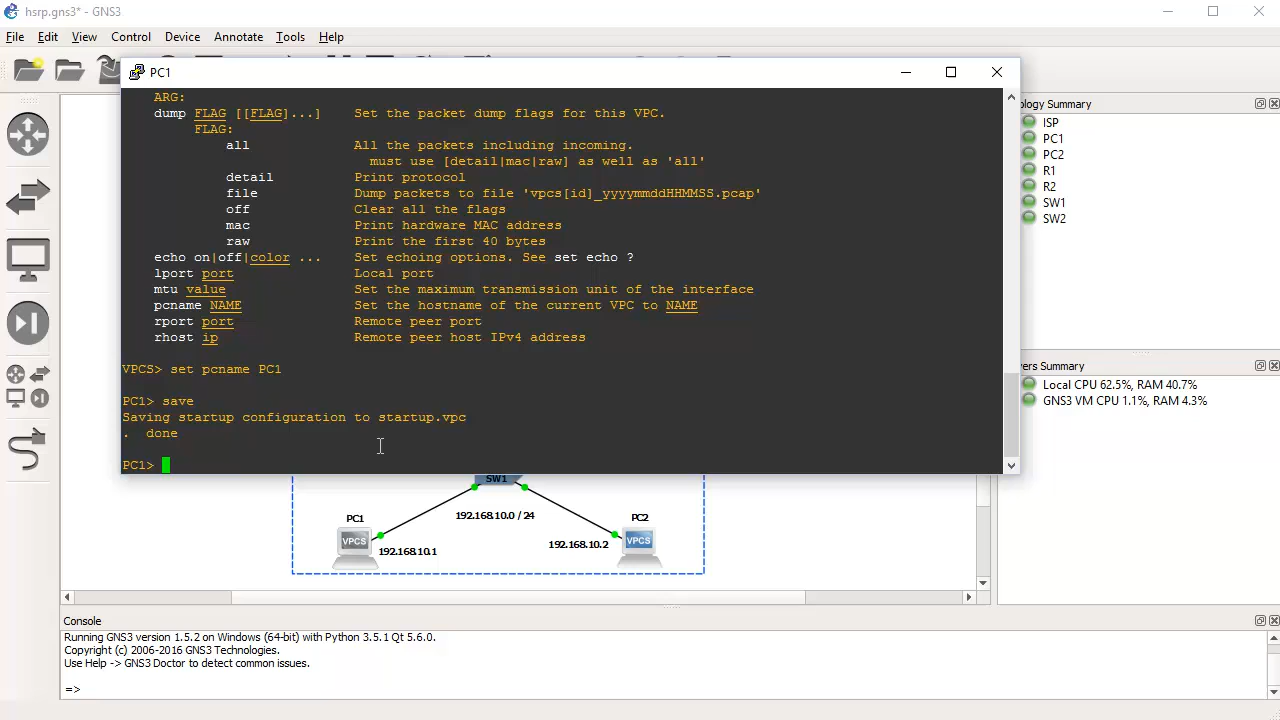 hsrp.gns3* - GNS3
File Edit View Control Device Annotate Tools Help
PC1
ARG:
dump FLAG [[FLAG]...] Set the packet dump flags for this VPC.
FLAG:
all All the packets including incoming.
must use [detail|mac|raw] as well as 'all'
detail Print protocol
file Dump packets to file 'vpcs[id]_yyyymmddHHMMSS.pcap'
off Clear all the flags
mac Print hardware MAC address
raw Print the first 40 bytes
echo on|off|color ... Set echoing options. See set echo ?
lport port Local port
mtu value Set the maximum transmission unit of the interface
pcname NAME Set the hostname of the current VPC to NAME
rport port Remote peer port
rhost ip Remote peer host IPv4 address
VPCS> set pcname PC1
PC1> save
Saving startup configuration to startup.vpc
. done
PC1>
ology Summary
ISP
PC1
PC2
R1
R2
SW1
SW2
ers Summary
Local CPU 62.5%, RAM 40.7%
GNS3 VM CPU 1.1%, RAM 4.3%
SW1
192.168.10.0 / 24
PC1
VPCS
192.168.10.1
PC2
VPCS
192.168.10.2
Console
Running GNS3 version 1.5.2 on Windows (64-bit) with Python 3.5.1 Qt 5.6.0.
Copyright (c) 2006-2016 GNS3 Technologies.
Use Help -> GNS3 Doctor to detect common issues.
=>